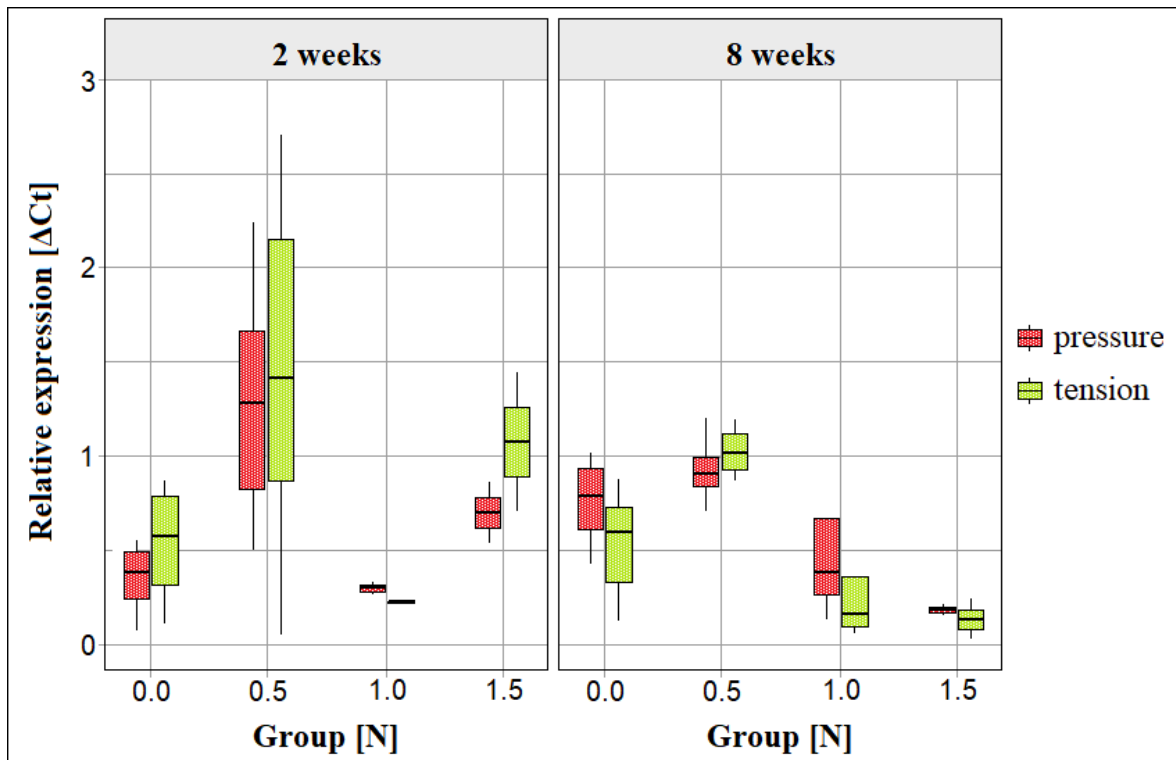 2 weeks
8 weeks
Relative expression [ΔCt]
3
2
1
0
0.0 0.5 1.0 1.5
0.0 0.5 1.0 1.5
Group [N]
Group [N]
pressure
tension